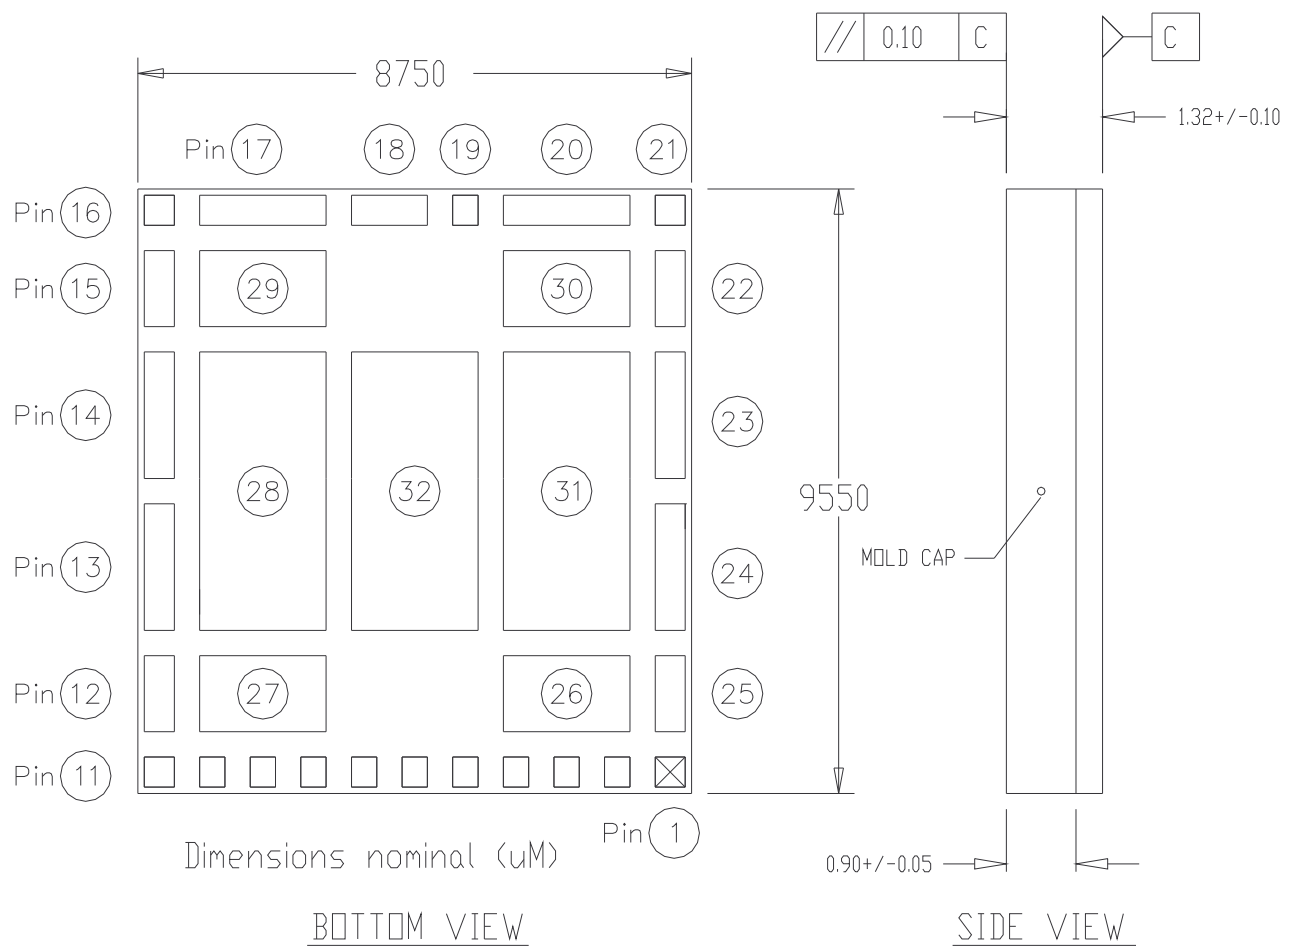 // 0.10 C
C
8750
1.32+/-0.10
Pin 17 18 19 20 21
Pin 16
Pin 15 29 30 22
Pin 14 23
28 32 31
9550
MOLD CAP
Pin 13 24
Pin 12 27 26 25
Pin 11
Pin 1
Dimensions nominal (uM)
0.90+/-0.05
BOTTOM VIEW
SIDE VIEW